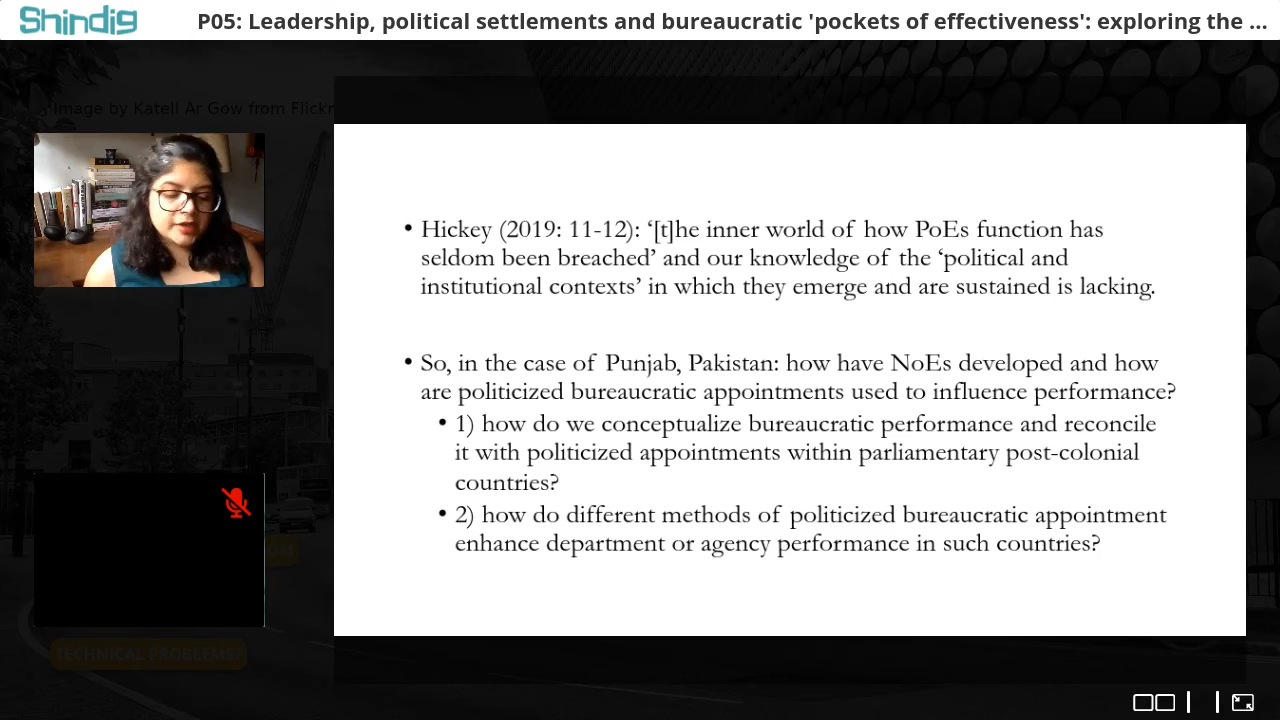 Shindig
P05: Leadership, political settlements and bureaucratic 'pockets of effectiveness': exploring the ...
Image by Katell Ar Gow from Flickr
• Hickey (2019: 11-12): ‘[t]he inner world of how PoEs function has
seldom been breached’ and our knowledge of the ‘political and
institutional contexts’ in which they emerge and are sustained is lacking.
• So, in the case of Punjab, Pakistan: how have NoEs developed and how
are politicized bureaucratic appointments used to influence performance?
• 1) how do we conceptualize bureaucratic performance and reconcile
it with politicized appointments within parliamentary post-colonial
countries?
• 2) how do different methods of politicized bureaucratic appointment
enhance department or agency performance in such countries?
TECHNICAL PROBLEMS?